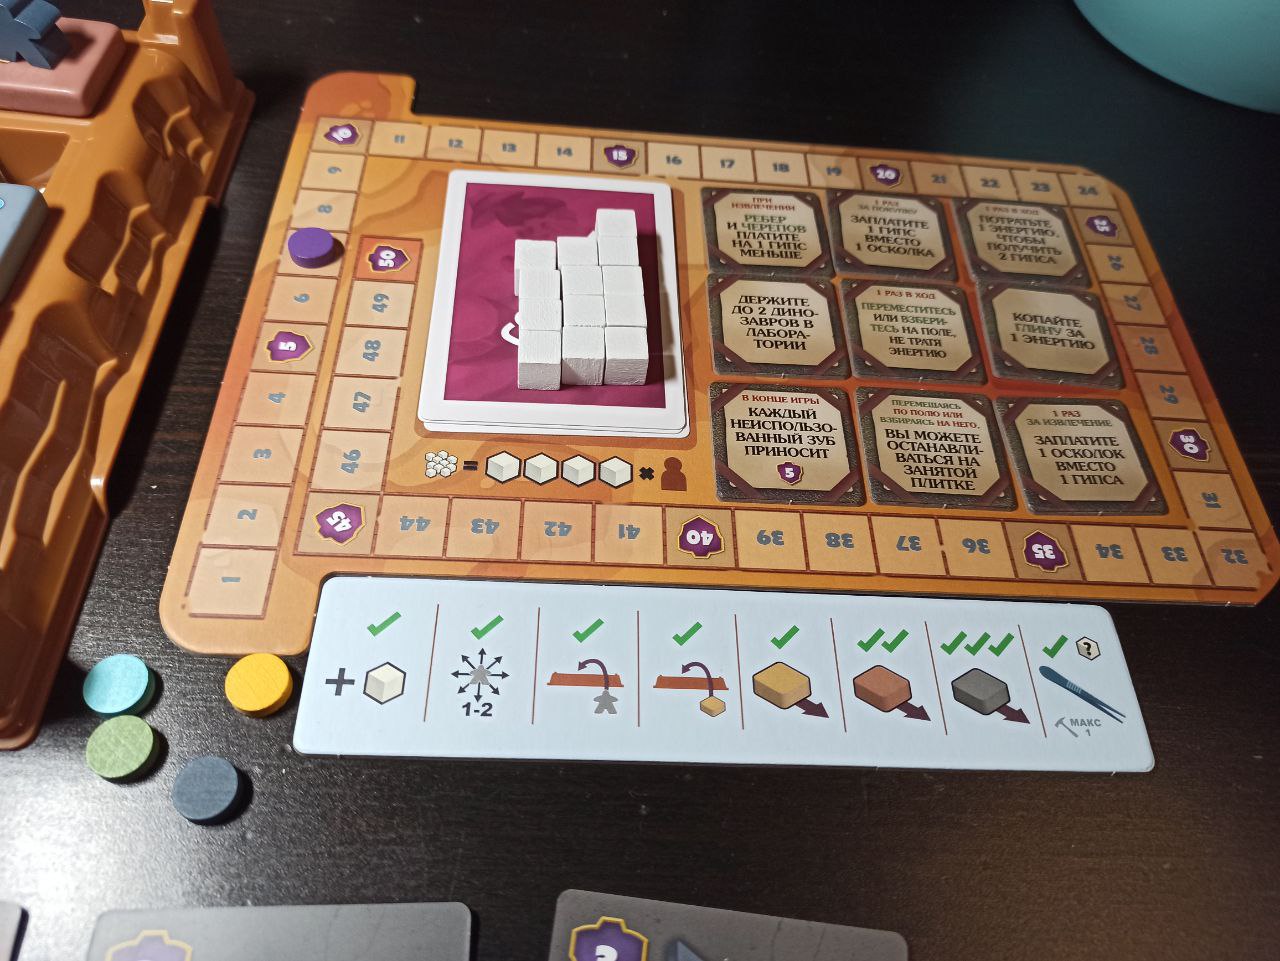 10
11
12
13
14
15
16
17
18
19
20
21
22
23
24
25
26
27
28
29
30
31
32
33
34
35
36
37
38
39
40
41
42
43
44
45
46
47
48
49
50
9
8
6
5
4
3
2
1
ПРИ
ИЗВЛЕЧЕНИИ
РЕБЕР
И ЧЕРЕПОВ
ПЛАТИТЕ
НА 1 ГИПС
МЕНЬШЕ
1 РАЗ
ЗА ПОКУПКУ
ЗАПЛАТИТЕ
1 ГИПС
ВМЕСТО
1 ОСКОЛКА
1 РАЗ В ХОД
ПОТРАТЬТЕ
1 ЭНЕРГИЮ,
ЧТОБЫ
ПОЛУЧИТЬ
2 ГИПСА
ДЕРЖИТЕ
ДО 2 ДИНО-
ЗАВРОВ В
ЛАБОРА-
ТОРИИ
1 РАЗ В ХОД
ПЕРЕМЕСТИТЕСЬ
ИЛИ ВЗБЕРИ-
ТЕСЬ НА ПОЛЕ,
НЕ ТРАТЯ
ЭНЕРГИЮ
КОПАЙТЕ
ГЛИНУ ЗА
1 ЭНЕРГИЮ
В КОНЦЕ ИГРЫ
КАЖДЫЙ
НЕИСПОЛЬЗО-
ВАННЫЙ ЗУБ
ПРИНОСИТ
5
ПЕРЕМЕЩАЯСЬ
ПО ПОЛЮ ИЛИ
ВЗБИРАЯСЬ НА НЕГО,
ВЫ МОЖЕТЕ
ОСТАНАВЛИ-
ВАТЬСЯ НА
ЗАНЯТОЙ
ПЛИТКЕ
1 РАЗ
ЗА ИЗВЛЕЧЕНИЕ
ЗАПЛАТИТЕ
1 ОСКОЛОК
ВМЕСТО
1 ГИПСА
=
×
+
1-2
?
МАКС
1